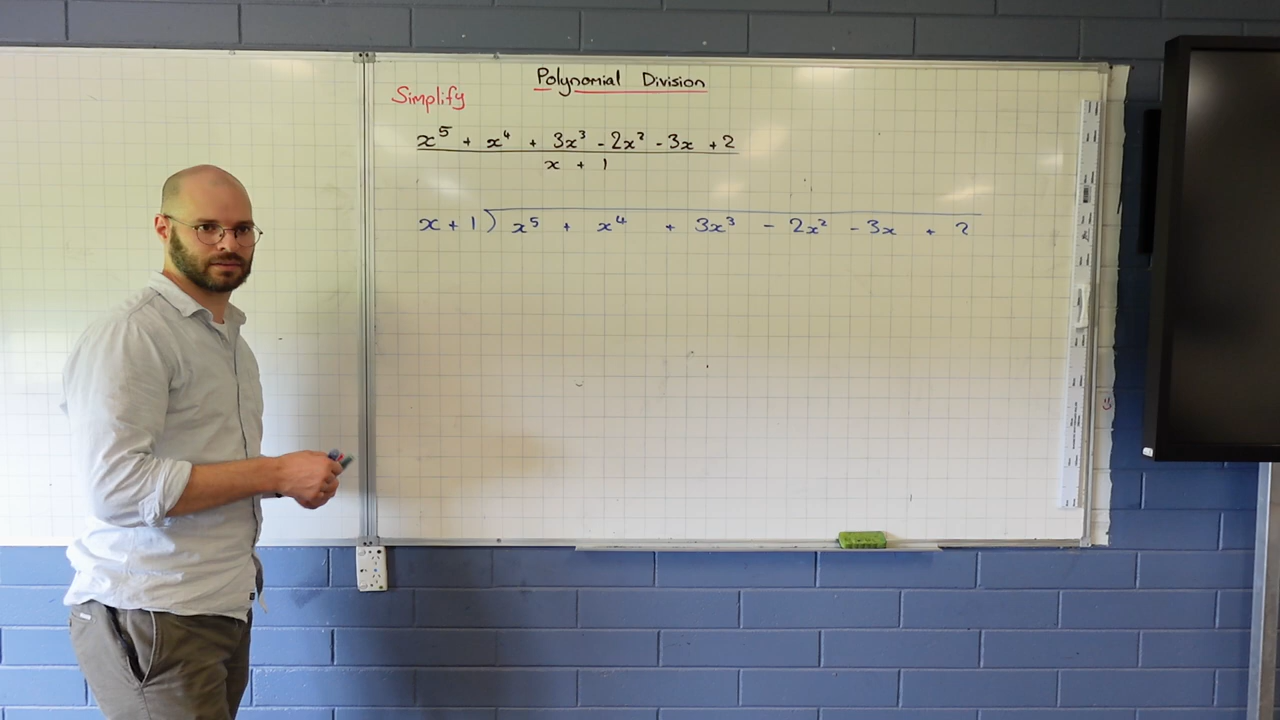 Polynomial Division
Simplify
x⁵ + x⁴ + 3x³ - 2x² - 3x + 2
x + 1
x + 1 ) x⁵ + x⁴ + 3x³ - 2x² - 3x + 2